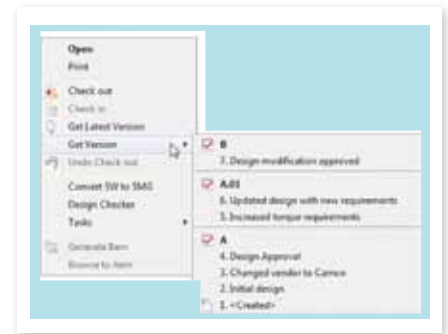 Open
Print
Check out
Check in
Get Latest Version
Get Version
Undo Check out
Convert SW to SMG
Design Checker
Tasks
Generate Item
Browse to Item
B
7. Design modification approved
A.01
6. Updated design with new requirements
5. Increased torque requirements
A
4. Design Approval
3. Changed vendor to Camco
2. Initial design
1. <Created>